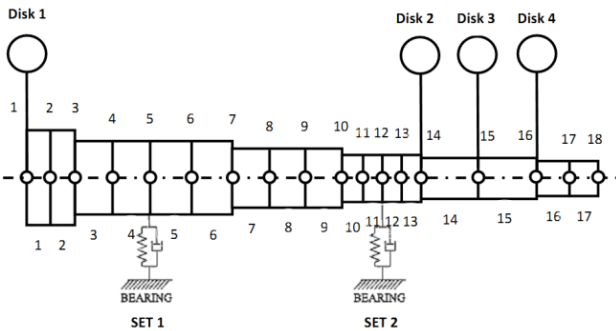 Disk 1
Disk 2 Disk 3 Disk 4
1 2 3 4 5 6 7 8 9 10 11 12 13 14 15 16 17 18
1 2 3 4 5 6 7 8 9 10 11 12 13 14 15 16 17
BEARING BEARING
SET 1 SET 2